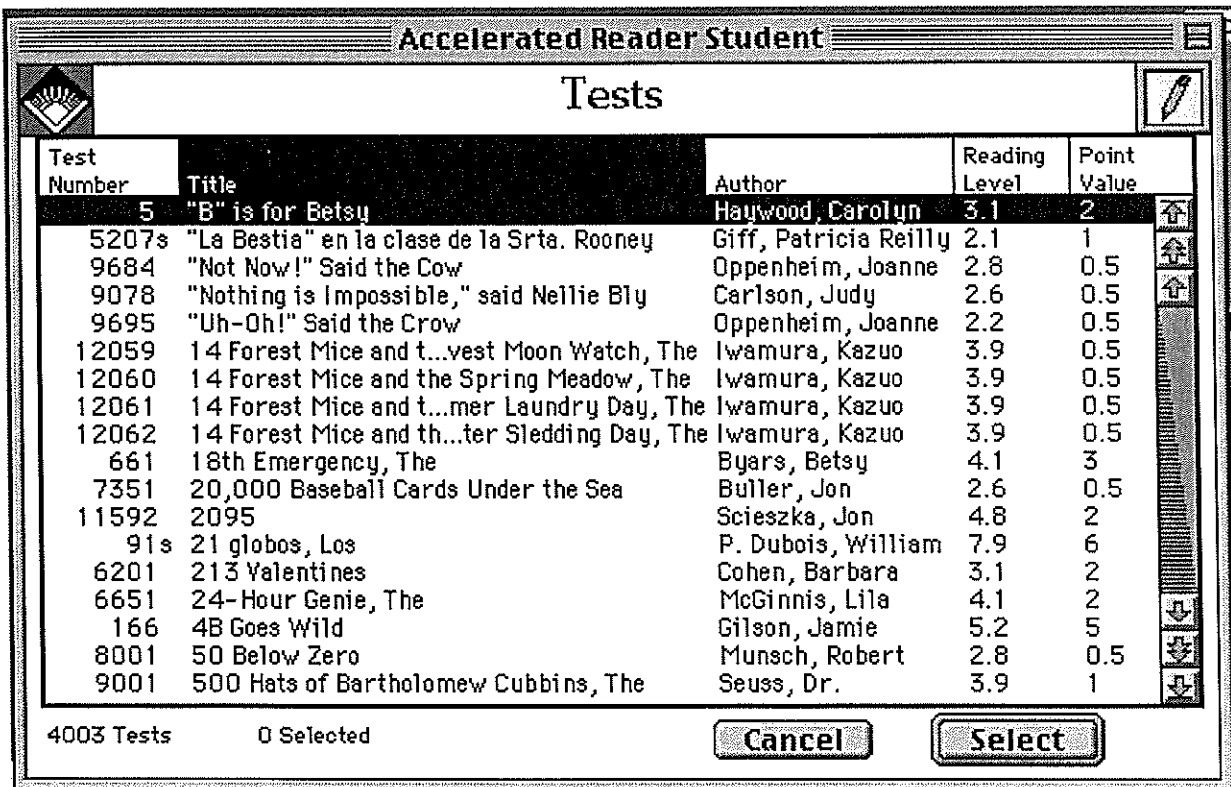 Accelerated Reader Student
Tests
Test Number Title Author Reading Level Point Value
5 "B" is for Betsy Haywood, Carolyn 3.1 2
5207s "La Bestia" en la clase de la Srta. Rooney Giff, Patricia Reilly 2.1 1
9684 "Not Now!" Said the Cow Oppenheim, Joanne 2.8 0.5
9078 "Nothing is Impossible," said Nellie Bly Carlson, Judy 2.6 0.5
9695 "Uh-Oh!" Said the Crow Oppenheim, Joanne 2.2 0.5
12059 14 Forest Mice and t...vest Moon Watch, The Iwamura, Kazuo 3.9 0.5
12060 14 Forest Mice and the Spring Meadow, The Iwamura, Kazuo 3.9 0.5
12061 14 Forest Mice and t...mer Laundry Day, The Iwamura, Kazuo 3.9 0.5
12062 14 Forest Mice and th...ter Sledding Day, The Iwamura, Kazuo 3.9 0.5
661 18th Emergency, The Byars, Betsy 4.1 3
7351 20,000 Baseball Cards Under the Sea Buller, Jon 2.6 0.5
11592 2095 Scieszka, Jon 4.8 2
91s 21 globos, Los P. Dubois, William 7.9 6
6201 213 Valentines Cohen, Barbara 3.1 2
6651 24-Hour Genie, The McGinnis, Lila 4.1 2
166 4B Goes Wild Gilson, Jamie 5.2 5
8001 50 Below Zero Munsch, Robert 2.8 0.5
9001 500 Hats of Bartholomew Cubbins, The Seuss, Dr. 3.9 1
4003 Tests 0 Selected Cancel Select